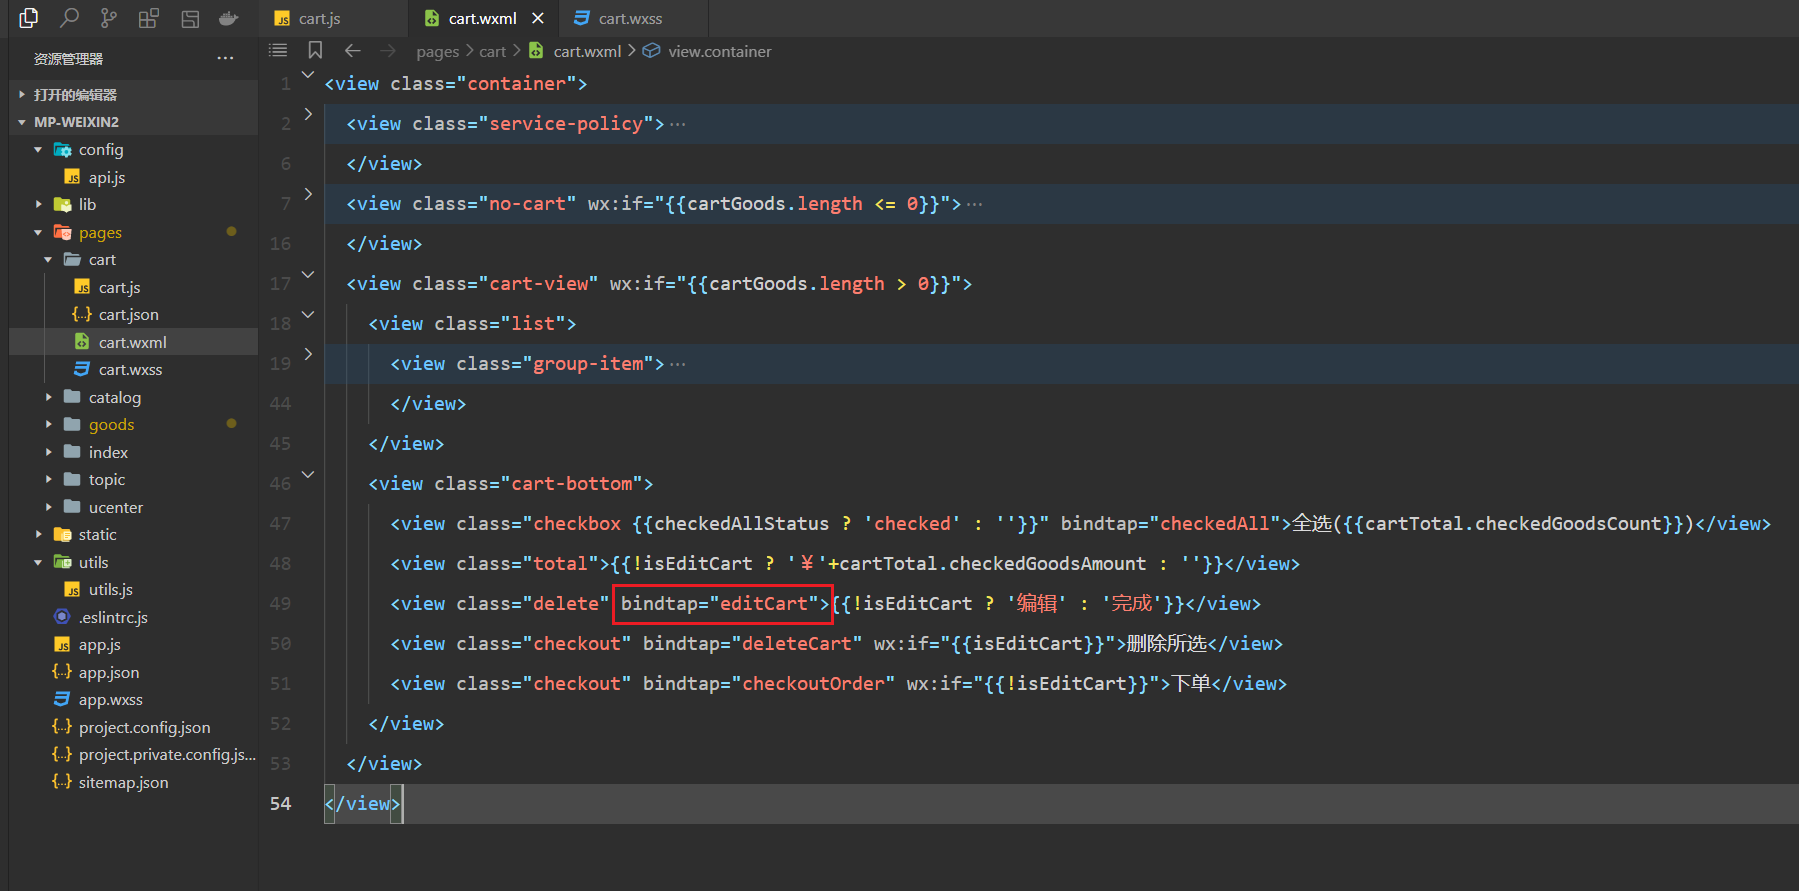 cart.js
cart.wxml
cart.wxss
资源管理器
pages
cart
cart.wxml
view.container
打开的编辑器
MP-WEIXIN2
config
api.js
lib
pages
cart
cart.js
cart.json
cart.wxml
cart.wxss
catalog
goods
index
topic
ucenter
static
utils
utils.js
.eslintrc.js
app.js
app.json
app.wxss
project.config.json
project.private.config.js...
sitemap.json
1 <view class="container">
2 <view class="service-policy">···
6 </view>
7 <view class="no-cart" wx:if="{{cartGoods.length <= 0}}">···
16 </view>
17 <view class="cart-view" wx:if="{{cartGoods.length > 0}}">
18 <view class="list">
19 <view class="group-item">···
44 </view>
45 </view>
46 <view class="cart-bottom">
47 <view class="checkbox {{checkedAllStatus ? 'checked' : ''}}" bindtap="checkedAll">全选({{cartTotal.checkedGoodsCount}})</view>
48 <view class="total">{{!isEditCart ? '￥'+cartTotal.checkedGoodsAmount : ''}}</view>
49 <view class="delete" bindtap="editCart">{{!isEditCart ? '编辑' : '完成'}}</view>
50 <view class="checkout" bindtap="deleteCart" wx:if="{{isEditCart}}">删除所选</view>
51 <view class="checkout" bindtap="checkoutOrder" wx:if="{{!isEditCart}}">下单</view>
52 </view>
53 </view>
54 </view>